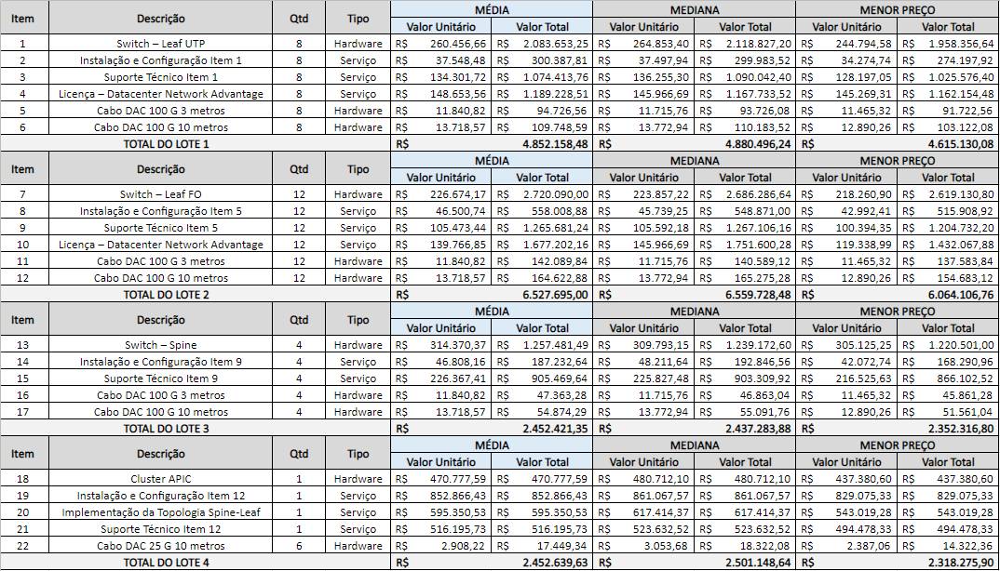 Item Descrição Qtd Tipo MÉDIA MEDIANA MENOR PREÇO
Valor Unitário Valor Total Valor Unitário Valor Total Valor Unitário Valor Total
1 Switch – Leaf UTP 8 Hardware R$ 260.456,66 R$ 2.083.653,25 R$ 264.853,40 R$ 2.118.827,20 R$ 244.794,58 R$ 1.958.356,64
2 Instalação e Configuração Item 1 8 Serviço R$ 37.548,48 R$ 300.387,81 R$ 37.497,94 R$ 299.983,52 R$ 34.274,74 R$ 274.197,92
3 Suporte Técnico Item 1 8 Serviço R$ 134.301,72 R$ 1.074.413,76 R$ 136.255,30 R$ 1.090.042,40 R$ 128.197,05 R$ 1.025.576,40
4 Licença – Datacenter Network Advantage 8 Serviço R$ 148.653,56 R$ 1.189.228,51 R$ 145.966,69 R$ 1.167.733,52 R$ 145.269,31 R$ 1.162.154,48
5 Cabo DAC 100 G 3 metros 8 Hardware R$ 11.840,82 R$ 94.726,56 R$ 11.715,76 R$ 93.726,08 R$ 11.465,32 R$ 91.722,56
6 Cabo DAC 100 G 10 metros 8 Hardware R$ 13.718,57 R$ 109.748,59 R$ 13.772,94 R$ 110.183,52 R$ 12.890,26 R$ 103.122,08
TOTAL DO LOTE 1 R$ 4.852.158,48 R$ 4.880.496,24 R$ 4.615.130,08
Item Descrição Qtd Tipo MÉDIA MEDIANA MENOR PREÇO
Valor Unitário Valor Total Valor Unitário Valor Total Valor Unitário Valor Total
7 Switch – Leaf FO 12 Hardware R$ 226.674,17 R$ 2.720.090,00 R$ 223.857,22 R$ 2.686.286,64 R$ 218.260,90 R$ 2.619.130,80
8 Instalação e Configuração Item 5 12 Serviço R$ 46.500,74 R$ 558.008,88 R$ 45.739,25 R$ 548.871,00 R$ 42.992,41 R$ 515.908,92
9 Suporte Técnico Item 5 12 Serviço R$ 105.473,44 R$ 1.265.681,24 R$ 105.592,18 R$ 1.267.106,16 R$ 100.394,35 R$ 1.204.732,20
10 Licença – Datacenter Network Advantage 12 Serviço R$ 139.766,85 R$ 1.677.202,16 R$ 145.966,69 R$ 1.751.600,28 R$ 119.338,99 R$ 1.432.067,88
11 Cabo DAC 100 G 3 metros 12 Hardware R$ 11.840,82 R$ 142.089,84 R$ 11.715,76 R$ 140.589,12 R$ 11.465,32 R$ 137.583,84
12 Cabo DAC 100 G 10 metros 12 Hardware R$ 13.718,57 R$ 164.622,88 R$ 13.772,94 R$ 165.275,28 R$ 12.890,26 R$ 154.683,12
TOTAL DO LOTE 2 R$ 6.527.695,00 R$ 6.559.728,48 R$ 6.064.106,76
Item Descrição Qtd Tipo MÉDIA MEDIANA MENOR PREÇO
Valor Unitário Valor Total Valor Unitário Valor Total Valor Unitário Valor Total
13 Switch – Spine 4 Hardware R$ 314.370,37 R$ 1.257.481,49 R$ 309.793,15 R$ 1.239.172,60 R$ 305.125,25 R$ 1.220.501,00
14 Instalação e Configuração Item 9 4 Serviço R$ 46.808,16 R$ 187.232,64 R$ 48.211,64 R$ 192.846,56 R$ 42.072,74 R$ 168.290,96
15 Suporte Técnico Item 9 4 Serviço R$ 226.367,41 R$ 905.469,64 R$ 225.827,48 R$ 903.309,92 R$ 216.525,63 R$ 866.102,52
16 Cabo DAC 100 G 3 metros 4 Hardware R$ 11.840,82 R$ 47.363,28 R$ 11.715,76 R$ 46.863,04 R$ 11.465,32 R$ 45.861,28
17 Cabo DAC 100 G 10 metros 4 Hardware R$ 13.718,57 R$ 54.874,29 R$ 13.772,94 R$ 55.091,76 R$ 12.890,26 R$ 51.561,04
TOTAL DO LOTE 3 R$ 2.452.421,35 R$ 2.437.283,88 R$ 2.352.316,80
Item Descrição Qtd Tipo MÉDIA MEDIANA MENOR PREÇO
Valor Unitário Valor Total Valor Unitário Valor Total Valor Unitário Valor Total
18 Cluster APIC 1 Hardware R$ 470.777,59 R$ 470.777,59 R$ 480.712,10 R$ 480.712,10 R$ 437.380,60 R$ 437.380,60
19 Instalação e Configuração Item 12 1 Serviço R$ 852.866,43 R$ 852.866,43 R$ 861.067,57 R$ 861.067,57 R$ 829.075,33 R$ 829.075,33
20 Implementação da Topologia Spine-Leaf 1 Serviço R$ 595.350,53 R$ 595.350,53 R$ 617.414,37 R$ 617.414,37 R$ 543.019,28 R$ 543.019,28
21 Suporte Técnico Item 12 1 Serviço R$ 516.195,73 R$ 516.195,73 R$ 523.632,52 R$ 523.632,52 R$ 494.478,33 R$ 494.478,33
22 Cabo DAC 25 G 10 metros 6 Hardware R$ 2.908,22 R$ 17.449,34 R$ 3.053,68 R$ 18.322,08 R$ 2.387,06 R$ 14.322,36
TOTAL DO LOTE 4 R$ 2.452.639,63 R$ 2.501.148,64 R$ 2.318.275,90